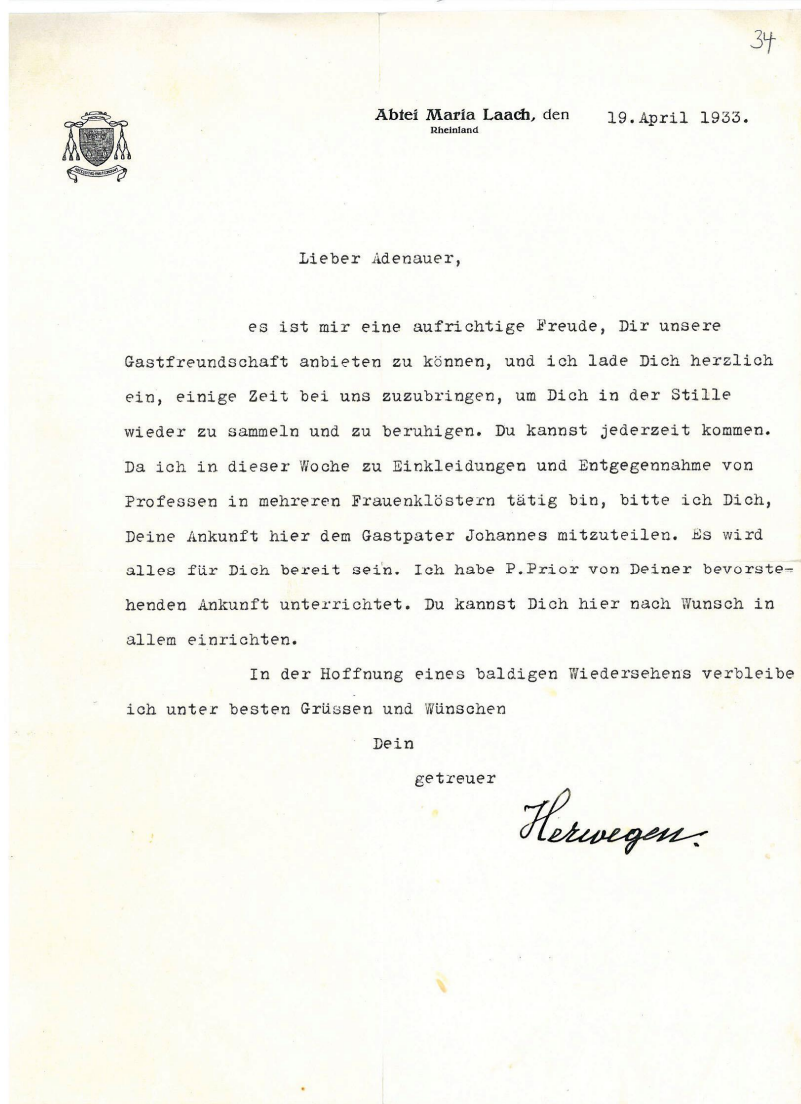 34
Abtei Maria Laach, den 19.April 1933.
Rheinland
Lieber Adenauer,
es ist mir eine aufrichtige Freude, Dir unsere
Gastfreundschaft anbieten zu können, und ich lade Dich herzlich
ein, einige Zeit bei uns zuzubringen, um Dich in der Stille
wieder zu sammeln und zu beruhigen. Du kannst jederzeit kommen.
Da ich in dieser Woche zu Einkleidungen und Entgegennahme von
Professen in mehreren Frauenklöstern tätig bin, bitte ich Dich,
Deine Ankunft hier dem Gastpater Johannes mitzuteilen. Es wird
alles für Dich bereit sein. Ich habe P.Prior von Deiner bevorste=
henden Ankunft unterrichtet. Du kannst Dich hier nach Wunsch in
allem einrichten.
In der Hoffnung eines baldigen Wiedersehens verbleibe
ich unter besten Grüssen und Wünschen
Dein
getreuer
Herwegen.